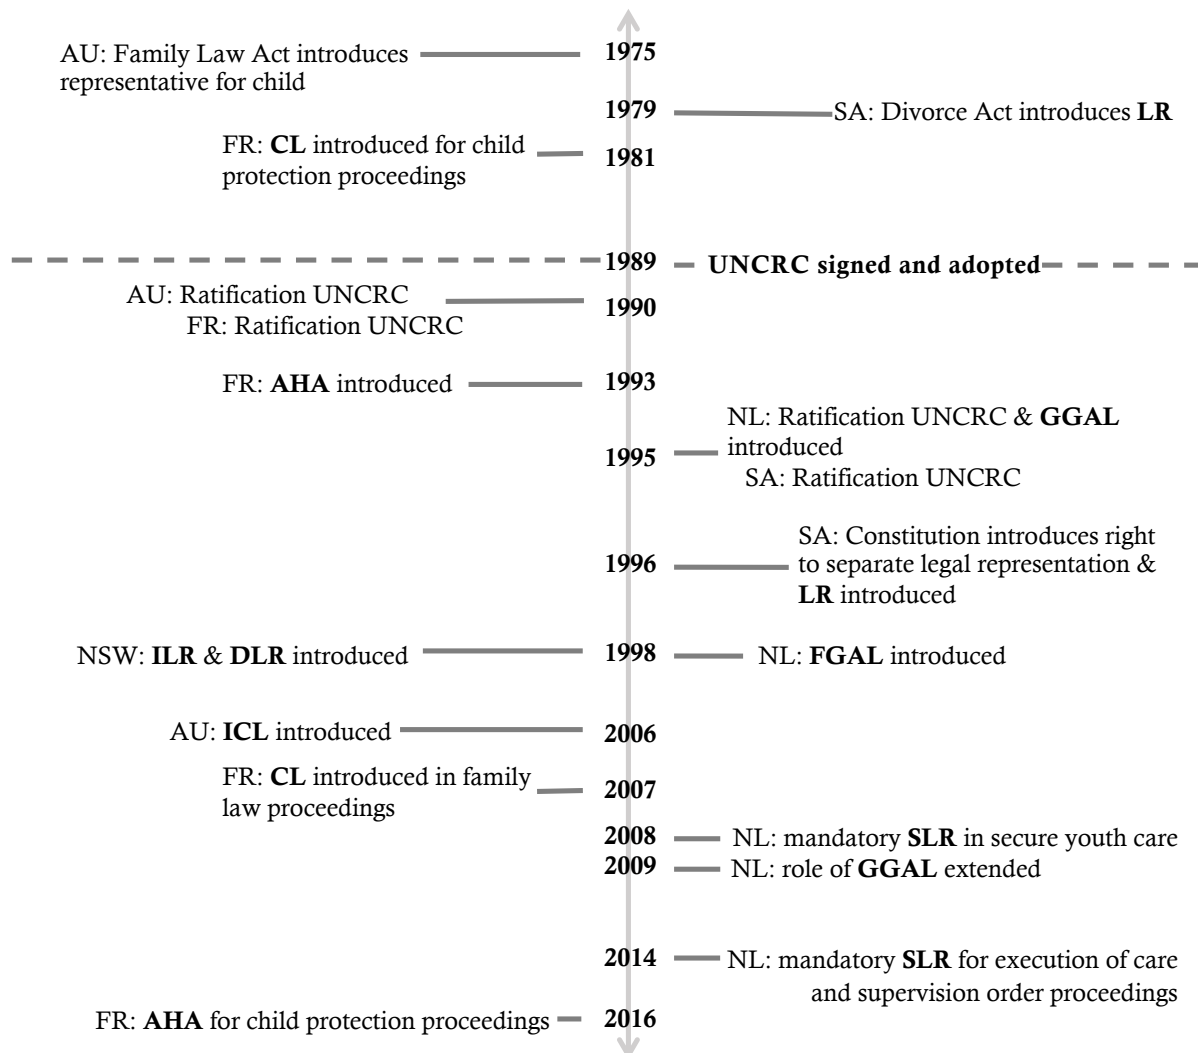 AU: Family Law Act introduces
representative for child
1975
1979
SA: Divorce Act introduces LR
FR: CL introduced for child
protection proceedings
1981
1989
UNCRC signed and adopted
AU: Ratification UNCRC
FR: Ratification UNCRC
1990
FR: AHA introduced
1993
NL: Ratification UNCRC & GGAL
introduced
SA: Ratification UNCRC
1995
SA: Constitution introduces right
to separate legal representation &
LR introduced
1996
NSW: ILR & DLR introduced
1998
NL: FGAL introduced
AU: ICL introduced
2006
FR: CL introduced in family
law proceedings
2007
2008
NL: mandatory SLR in secure youth care
2009
NL: role of GGAL extended
2014
NL: mandatory SLR for execution of care
and supervision order proceedings
FR: AHA for child protection proceedings
2016